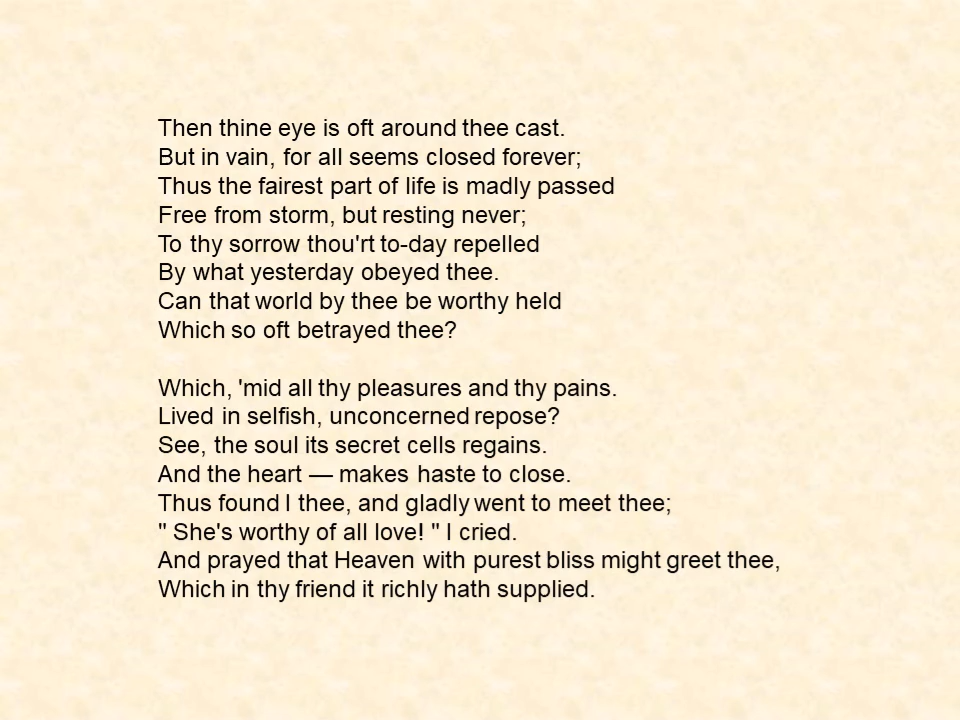 Then thine eye is oft around thee cast.
But in vain, for all seems closed forever;
Thus the fairest part of life is madly passed
Free from storm, but resting never;
To thy sorrow thou'rt to-day repelled
By what yesterday obeyed thee.
Can that world by thee be worthy held
Which so oft betrayed thee?

Which, 'mid all thy pleasures and thy pains.
Lived in selfish, unconcerned repose?
See, the soul its secret cells regains.
And the heart — makes haste to close.
Thus found I thee, and gladly went to meet thee;
" She's worthy of all love! " I cried.
And prayed that Heaven with purest bliss might greet thee,
Which in thy friend it richly hath supplied.